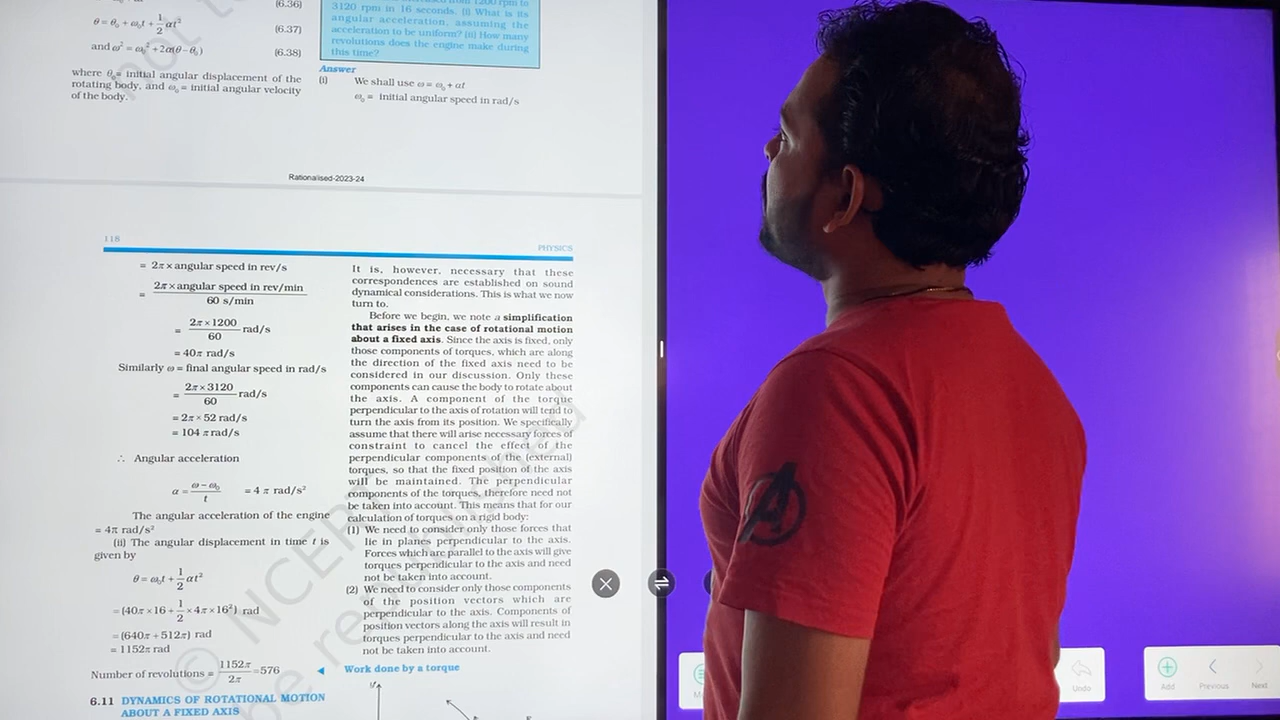 (6.36)
θ = θ₀ + ω₀t + 1/2 αt²
(6.37)
and ω² = ω₀² + 2α(θ – θ₀)
(6.38)
where θ₀ = initial angular displacement of the
rotating body, and ω₀ = initial angular velocity
of the body.
1200 rpm to
3120 rpm in 16 seconds. (i) What is its
angular acceleration, assuming the
acceleration to be uniform? (ii) How many
revolutions does the engine make during
this time?
Answer
(i) We shall use ω = ω₀ + αt
ω₀ = initial angular speed in rad/s
Rationalised-2023-24
118
PHYSICS
= 2π × angular speed in rev/s
= 2π × angular speed in rev/min / 60 s/min
= 2π × 1200 / 60 rad/s
= 40π rad/s
Similarly ω = final angular speed in rad/s
= 2π × 3120 / 60 rad/s
= 2π × 52 rad/s
= 104 π rad/s
∴ Angular acceleration
α = ω – ω₀ / t = 4 π rad/s²
The angular acceleration of the engine
= 4π rad/s²
(ii) The angular displacement in time t is
given by
θ = ω₀t + 1/2 αt²
= (40π × 16 + 1/2 × 4π × 16²) rad
= (640π + 512π) rad
= 1152π rad
Number of revolutions = 1152π / 2π = 576
6.11 DYNAMICS OF ROTATIONAL MOTION
ABOUT A FIXED AXIS
It is, however, necessary that these
correspondences are established on sound
dynamical considerations. This is what we now
turn to.
Before we begin, we note a simplification
that arises in the case of rotational motion
about a fixed axis. Since the axis is fixed, only
those components of torques, which are along
the direction of the fixed axis need to be
considered in our discussion. Only these
components can cause the body to rotate about
the axis. A component of the torque
perpendicular to the axis of rotation will tend to
turn the axis from its position. We specifically
assume that there will arise necessary forces of
constraint to cancel the effect of the
perpendicular components of the (external)
torques, so that the fixed position of the axis
will be maintained. The perpendicular
components of the torques, therefore need not
be taken into account. This means that for our
calculation of torques on a rigid body:
(1) We need to consider only those forces that
lie in planes perpendicular to the axis.
Forces which are parallel to the axis will give
torques perpendicular to the axis and need
not be taken into account.
(2) We need to consider only those components
of the position vectors which are
perpendicular to the axis. Components of
position vectors along the axis will result in
torques perpendicular to the axis and need
not be taken into account.
Work done by a torque
© NCERT
Undo
Add
Previous
Next